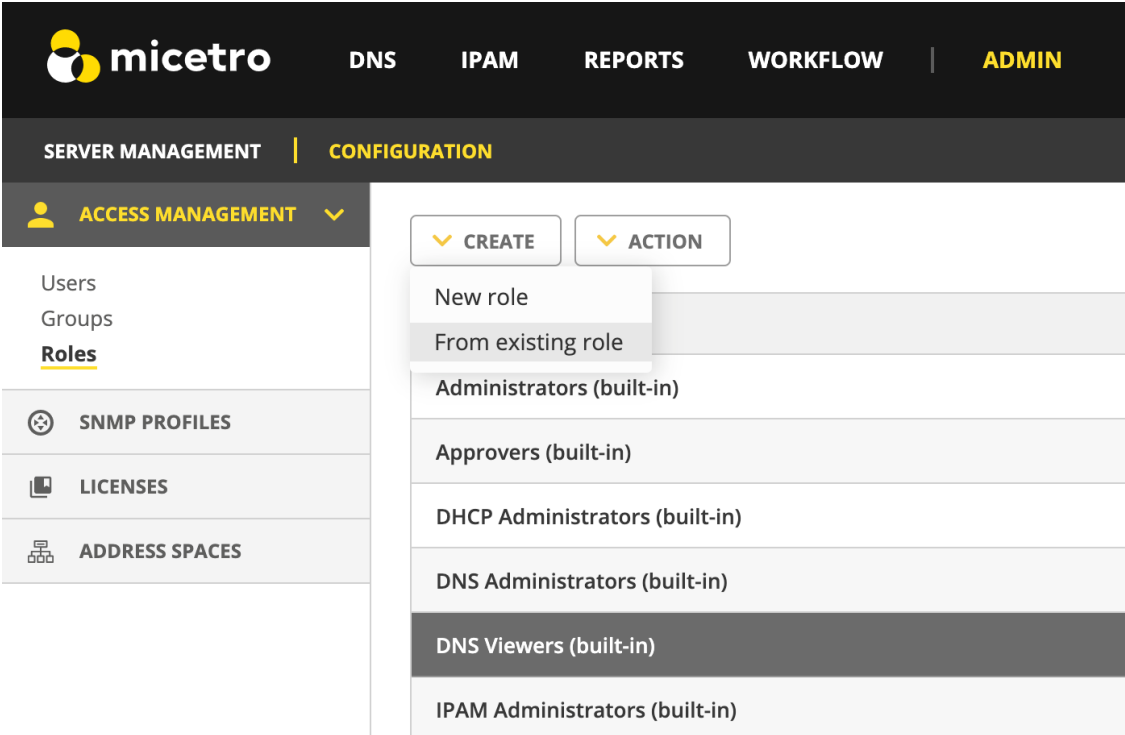 micetro DNS IPAM REPORTS WORKFLOW | ADMIN
SERVER MANAGEMENT | CONFIGURATION
ACCESS MANAGEMENT
Users
Groups
Roles
SNMP PROFILES
LICENSES
ADDRESS SPACES
CREATE ACTION
New role
From existing role
Administrators (built-in)
Approvers (built-in)
DHCP Administrators (built-in)
DNS Administrators (built-in)
DNS Viewers (built-in)
IPAM Administrators (built-in)